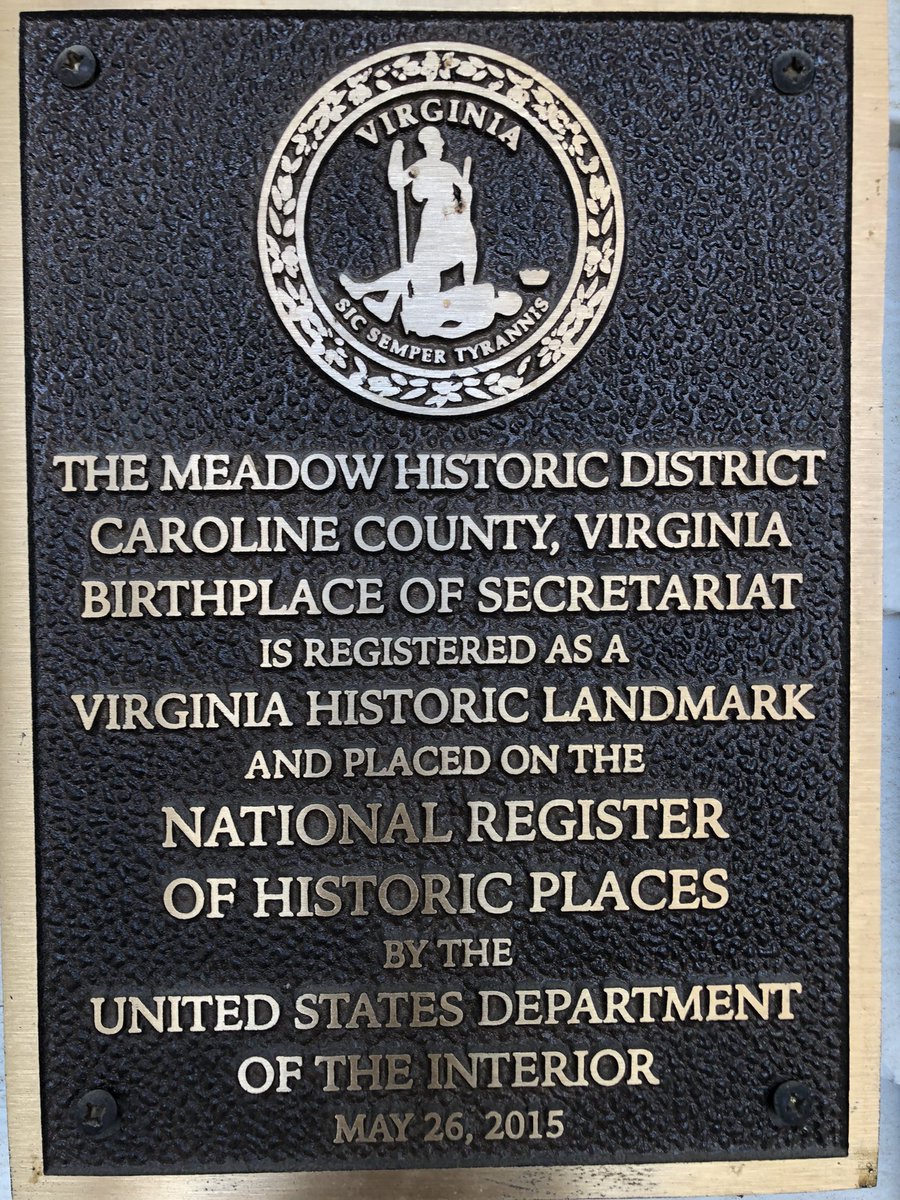 VIRGINIA
SIC SEMPER TYRANNIS
THE MEADOW HISTORIC DISTRICT
CAROLINE COUNTY, VIRGINIA
BIRTHPLACE OF SECRETARIAT
IS REGISTERED AS A
VIRGINIA HISTORIC LANDMARK
AND PLACED ON THE
NATIONAL REGISTER
OF HISTORIC PLACES
BY THE
UNITED STATES DEPARTMENT
OF THE INTERIOR
MAY 26, 2015